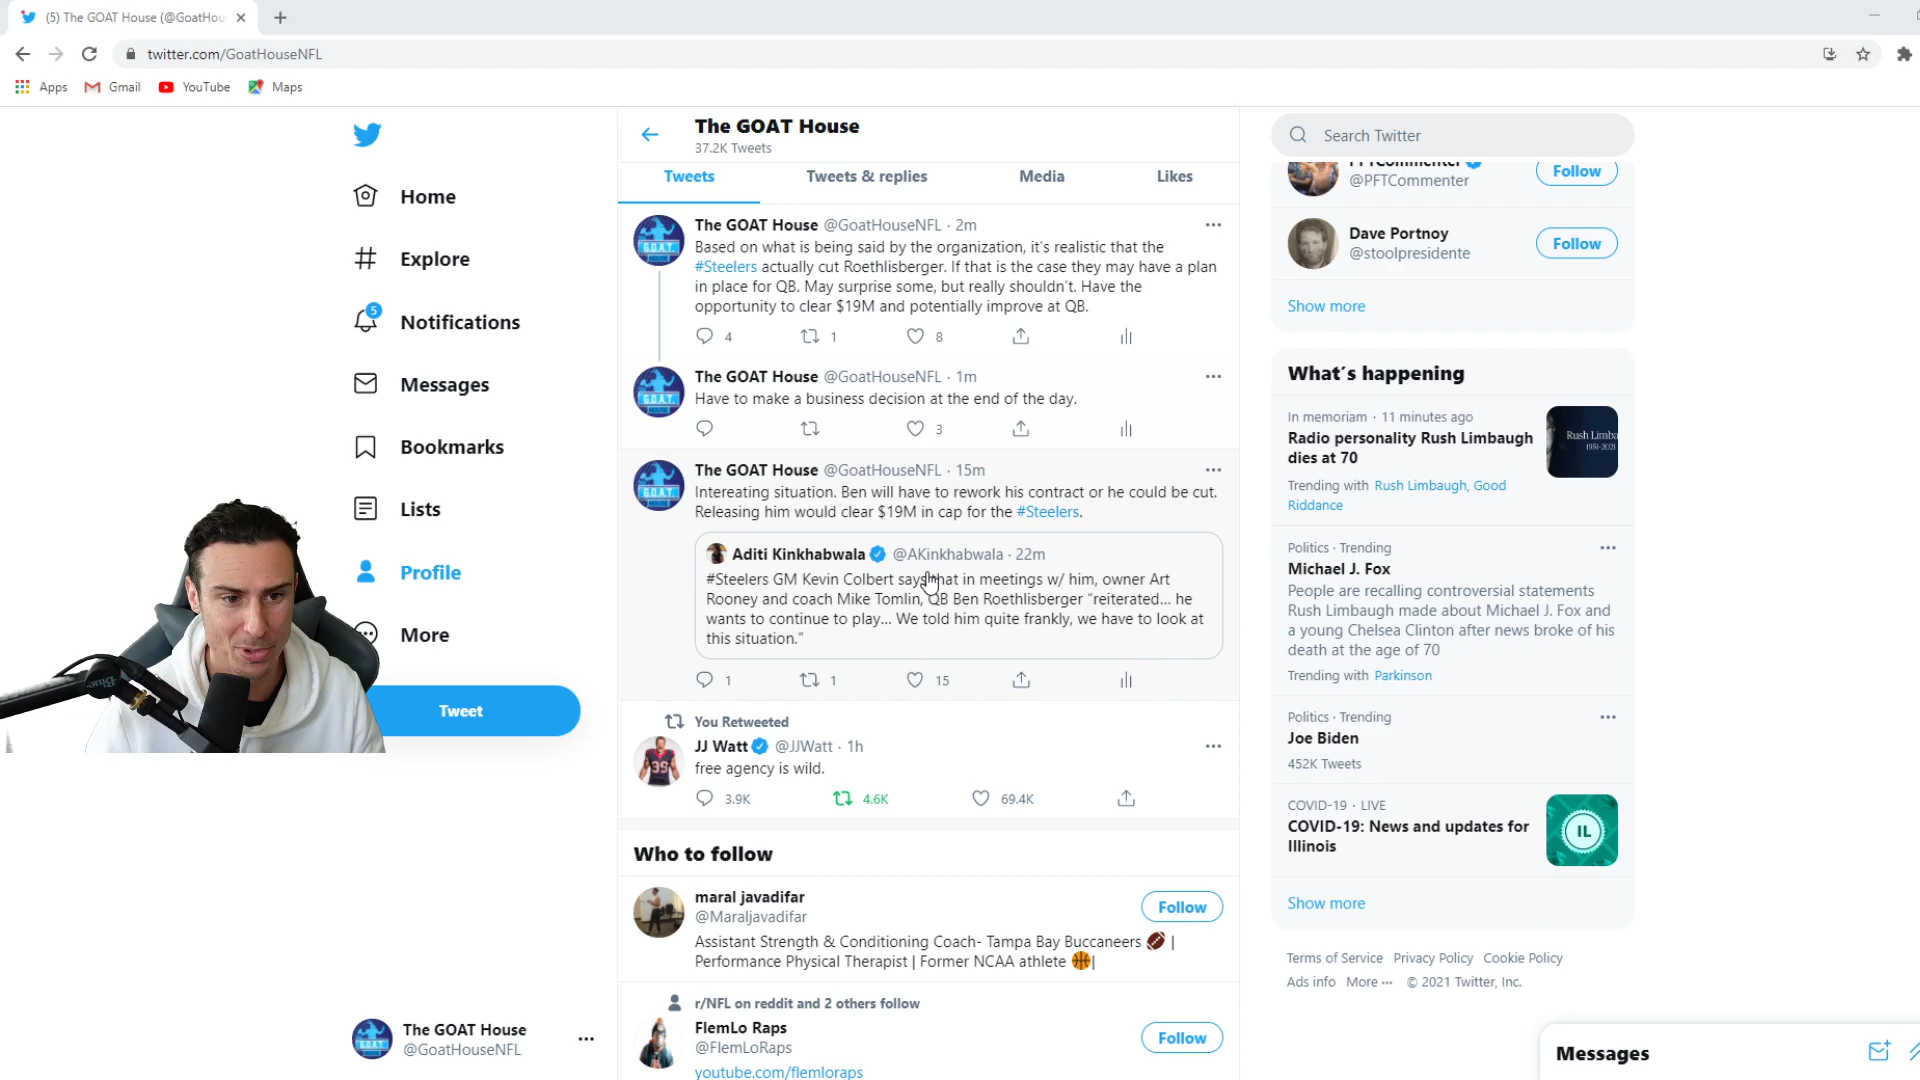 (5) The GOAT House (@GoatHou
twitter.com/GoatHouseNFL
Apps
Gmail
YouTube
Maps
Home
Explore
5
Notifications
Messages
Bookmarks
Lists
Profile
More
Tweet
The GOAT House
@GoatHouseNFL
The GOAT House
37.2K Tweets
Tweets
Tweets & replies
Media
Likes
The GOAT House @GoatHouseNFL · 2m
Based on what is being said by the organization, it's realistic that the
#Steelers actually cut Roethlisberger. If that is the case they may have a plan
in place for QB. May surprise some, but really shouldn't. Have the
opportunity to clear $19M and potentially improve at QB.
4 1 8
The GOAT House @GoatHouseNFL · 1m
Have to make a business decision at the end of the day.
3
The GOAT House @GoatHouseNFL · 15m
Intereating situation. Ben will have to rework his contract or he could be cut.
Releasing him would clear $19M in cap for the #Steelers.
Aditi Kinkhabwala @AKinkhabwala · 22m
#Steelers GM Kevin Colbert says that in meetings w/ him, owner Art
Rooney and coach Mike Tomlin, QB Ben Roethlisberger "reiterated... he
wants to continue to play... We told him quite frankly, we have to look at
this situation."
1 1 15
You Retweeted
JJ Watt @JJWatt · 1h
free agency is wild.
3.9K 4.6K 69.4K
Who to follow
maral javadifar
@Maraljavadifar
Follow
Assistant Strength & Conditioning Coach- Tampa Bay Buccaneers 🏈 |
Performance Physical Therapist | Former NCAA athlete 🏀|
r/NFL on reddit and 2 others follow
FlemLo Raps
@FlemLoRaps
Follow
youtube.com/flemloraps
Search Twitter
PFTCommenter
@PFTCommenter
Follow
Dave Portnoy
@stoolpresidente
Follow
Show more
What's happening
In memoriam · 11 minutes ago
Radio personality Rush Limbaugh
dies at 70
Trending with Rush Limbaugh, Good
Riddance
Rush Limba
1951-2021
Politics · Trending
Michael J. Fox
People are recalling controversial statements
Rush Limbaugh made about Michael J. Fox and
a young Chelsea Clinton after news broke of his
death at the age of 70
Trending with Parkinson
Politics · Trending
Joe Biden
452K Tweets
COVID-19 · LIVE
COVID-19: News and updates for
Illinois
IL
Show more
Terms of Service Privacy Policy Cookie Policy
Ads info More ··· © 2021 Twitter, Inc.
Messages